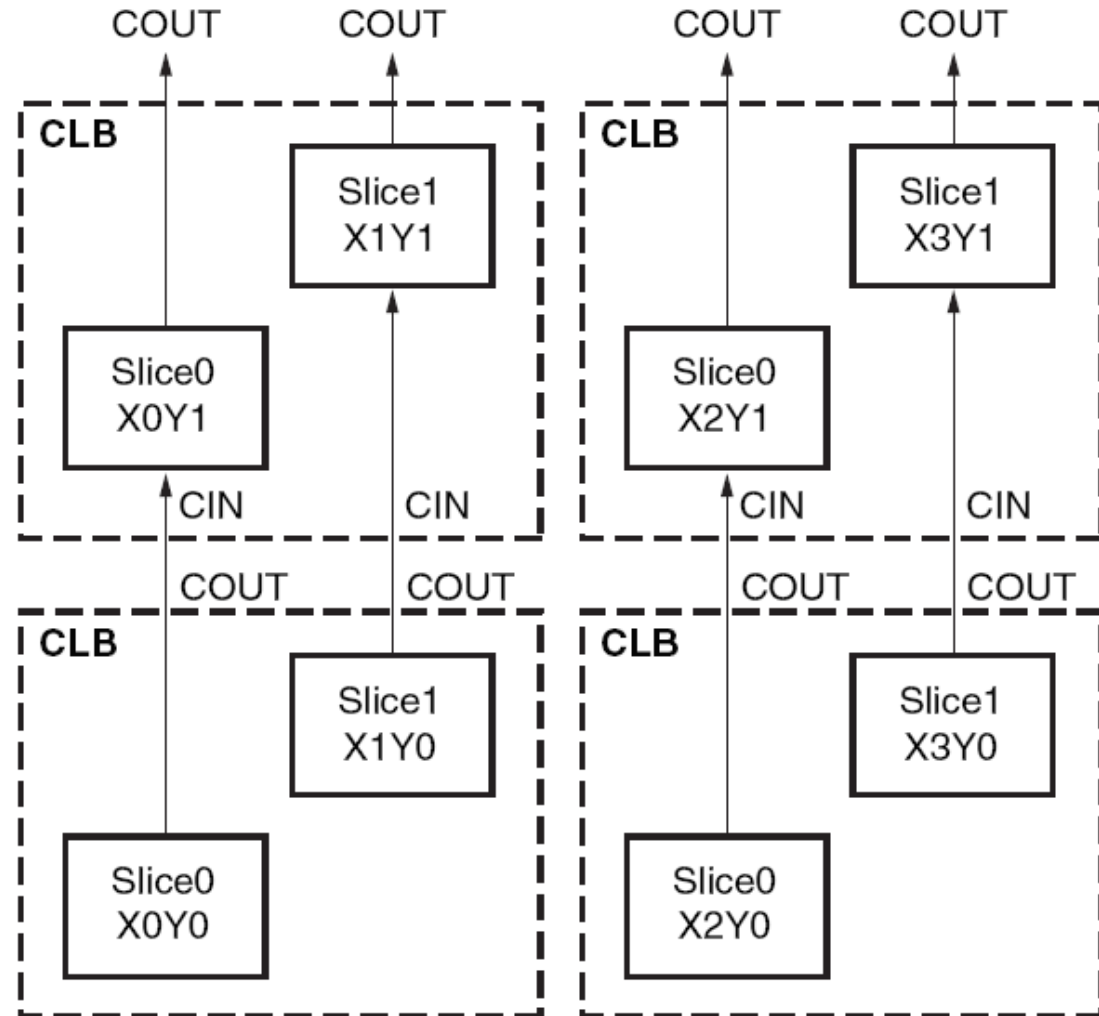 COUT COUT COUT COUT
CLB CLB
Slice1 Slice1
X1Y1 X3Y1
Slice0 Slice0
X0Y1 X2Y1
CIN CIN CIN CIN
COUT COUT COUT COUT
CLB CLB
Slice1 Slice1
X1Y0 X3Y0
Slice0 Slice0
X0Y0 X2Y0